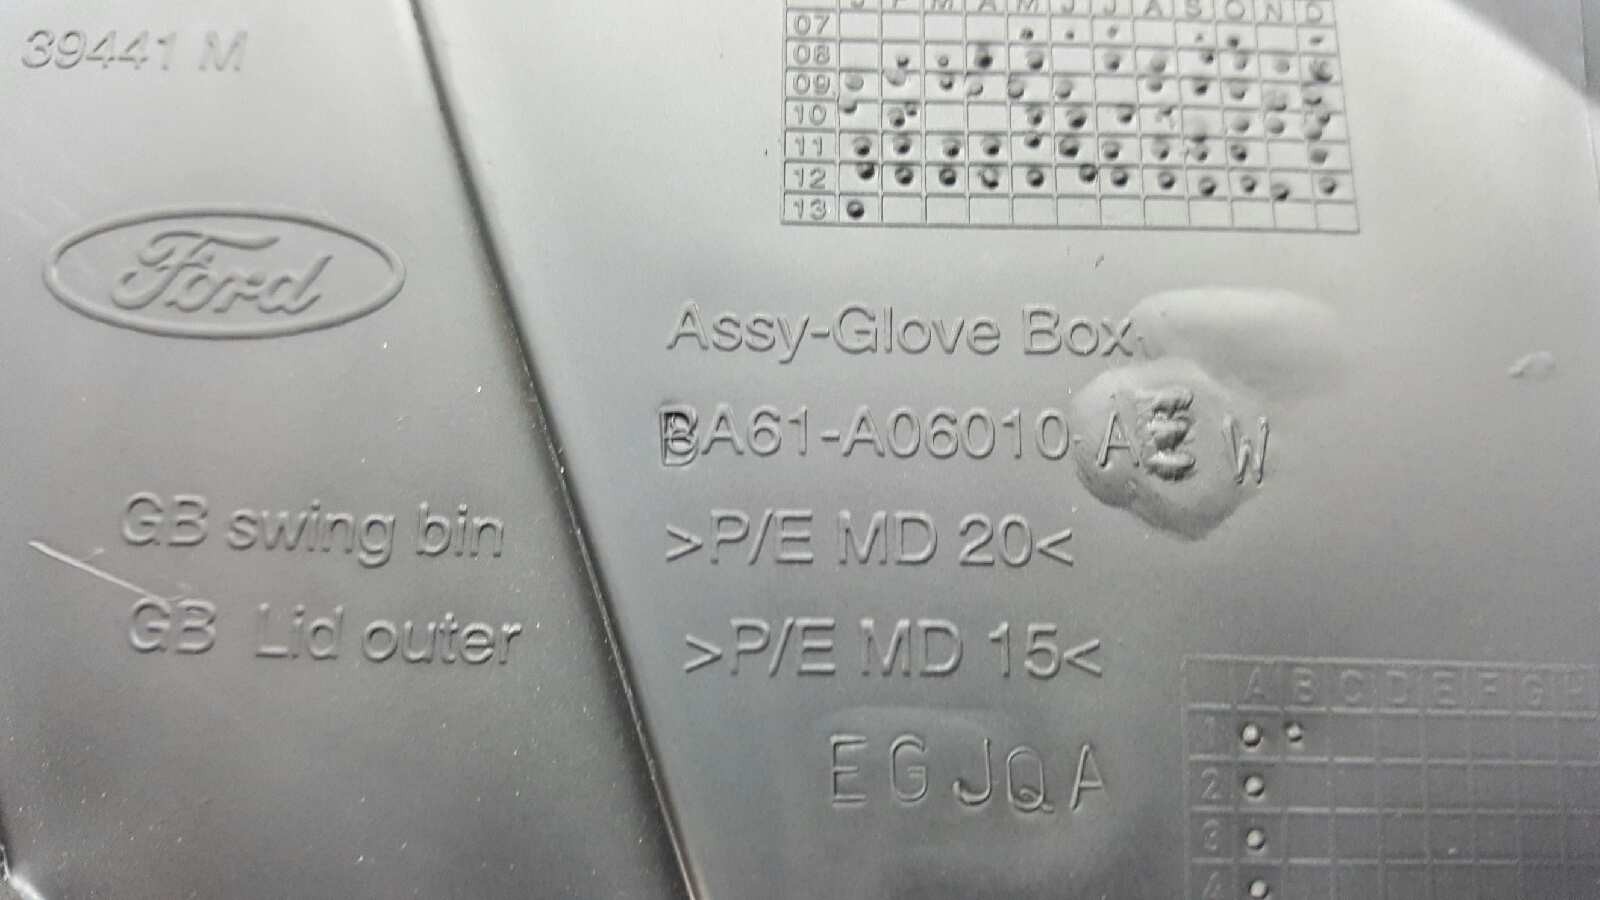 39441 M
J F M A M J J A S O N D
07
08
09
10
11
12
13
Ford
Assy-Glove Box
BA61-A06010-A W
GB swing bin >P/E MD 20<
GB Lid outer >P/E MD 15<
EGJQA
A B C D E F G H
1
2
3
4